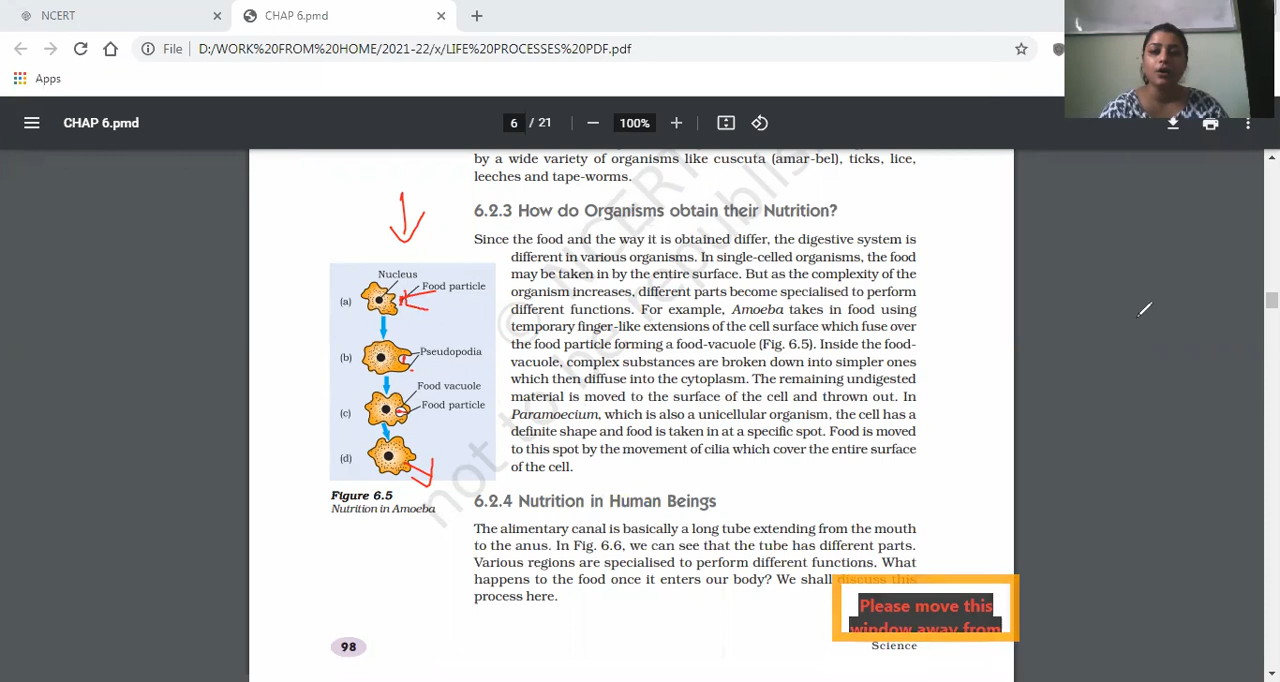 NCERT
CHAP 6.pmd
File
D:/WORK%20FROM%20HOME/2021-22/x/LIFE%20PROCESSES%20PDF.pdf
Apps
CHAP 6.pmd
6 / 21
100%
by a wide variety of organisms like cuscuta (amar-bel), ticks, lice,
leeches and tape-worms.
6.2.3 How do Organisms obtain their Nutrition?
Since the food and the way it is obtained differ, the digestive system is
different in various organisms. In single-celled organisms, the food
may be taken in by the entire surface. But as the complexity of the
organism increases, different parts become specialised to perform
different functions. For example, Amoeba takes in food using
temporary finger-like extensions of the cell surface which fuse over
the food particle forming a food-vacuole (Fig. 6.5). Inside the food-
vacuole, complex substances are broken down into simpler ones
which then diffuse into the cytoplasm. The remaining undigested
material is moved to the surface of the cell and thrown out. In
Paramoecium, which is also a unicellular organism, the cell has a
definite shape and food is taken in at a specific spot. Food is moved
to this spot by the movement of cilia which cover the entire surface
of the cell.
Nucleus
Food particle
(a)
Pseudopodia
(b)
Food vacuole
Food particle
(c)
(d)
Figure 6.5
Nutrition in Amoeba
6.2.4 Nutrition in Human Beings
The alimentary canal is basically a long tube extending from the mouth
to the anus. In Fig. 6.6, we can see that the tube has different parts.
Various regions are specialised to perform different functions. What
happens to the food once it enters our body? We shall discuss this
process here.
Please move this
window away from
98
Science
© NCERT
not to be republis